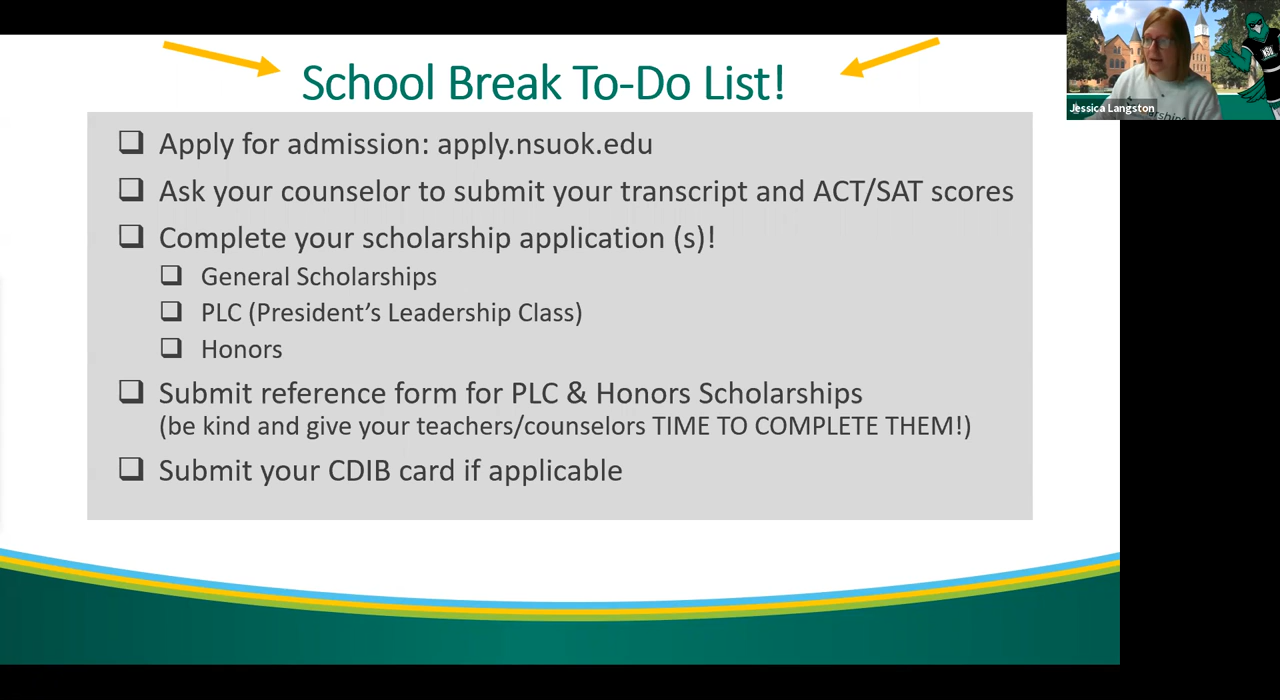 School Break To-Do List!
Jessica Langston
Apply for admission: apply.nsuok.edu
Ask your counselor to submit your transcript and ACT/SAT scores
Complete your scholarship application (s)!
General Scholarships
PLC (President's Leadership Class)
Honors
Submit reference form for PLC & Honors Scholarships
(be kind and give your teachers/counselors TIME TO COMPLETE THEM!)
Submit your CDIB card if applicable
NSU